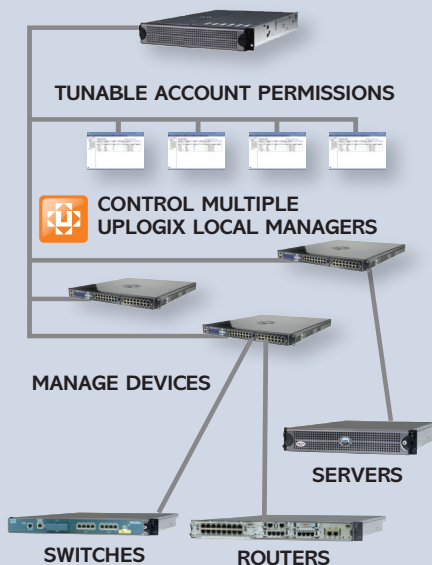 TUNABLE ACCOUNT PERMISSIONS
CONTROL MULTIPLE
UPLOGIX LOCAL MANAGERS
MANAGE DEVICES
SERVERS
SWITCHES
ROUTERS